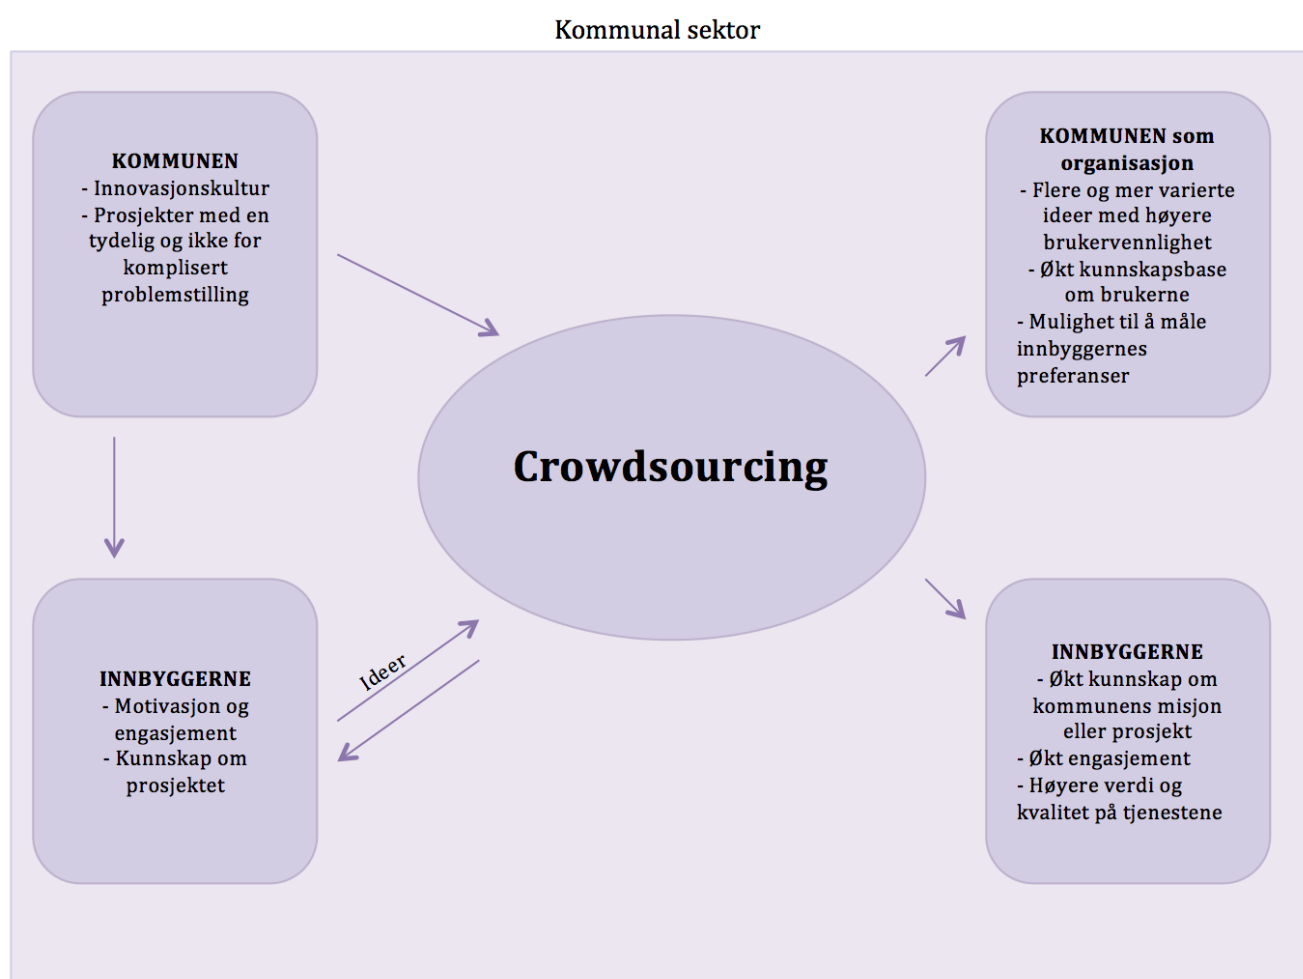 Kommunal sektor
KOMMUNEN
- Innovasjonskultur
- Prosjekter med en
tydelig og ikke for
komplisert
problemstilling
KOMMUNEN som
organisasjon
- Flere og mer varierte
ideer med høyere
brukervennlighet
- Økt kunnskapsbase
om brukerne
- Mulighet til å måle
innbyggernes
preferanser
Crowdsourcing
INNBYGGERNE
- Motivasjon og
engasjement
- Kunnskap om
prosjektet
Ideer
INNBYGGERNE
- Økt kunnskap om
kommunens misjon
eller prosjekt
- Økt engasjement
- Høyere verdi og
kvalitet på tjenestene